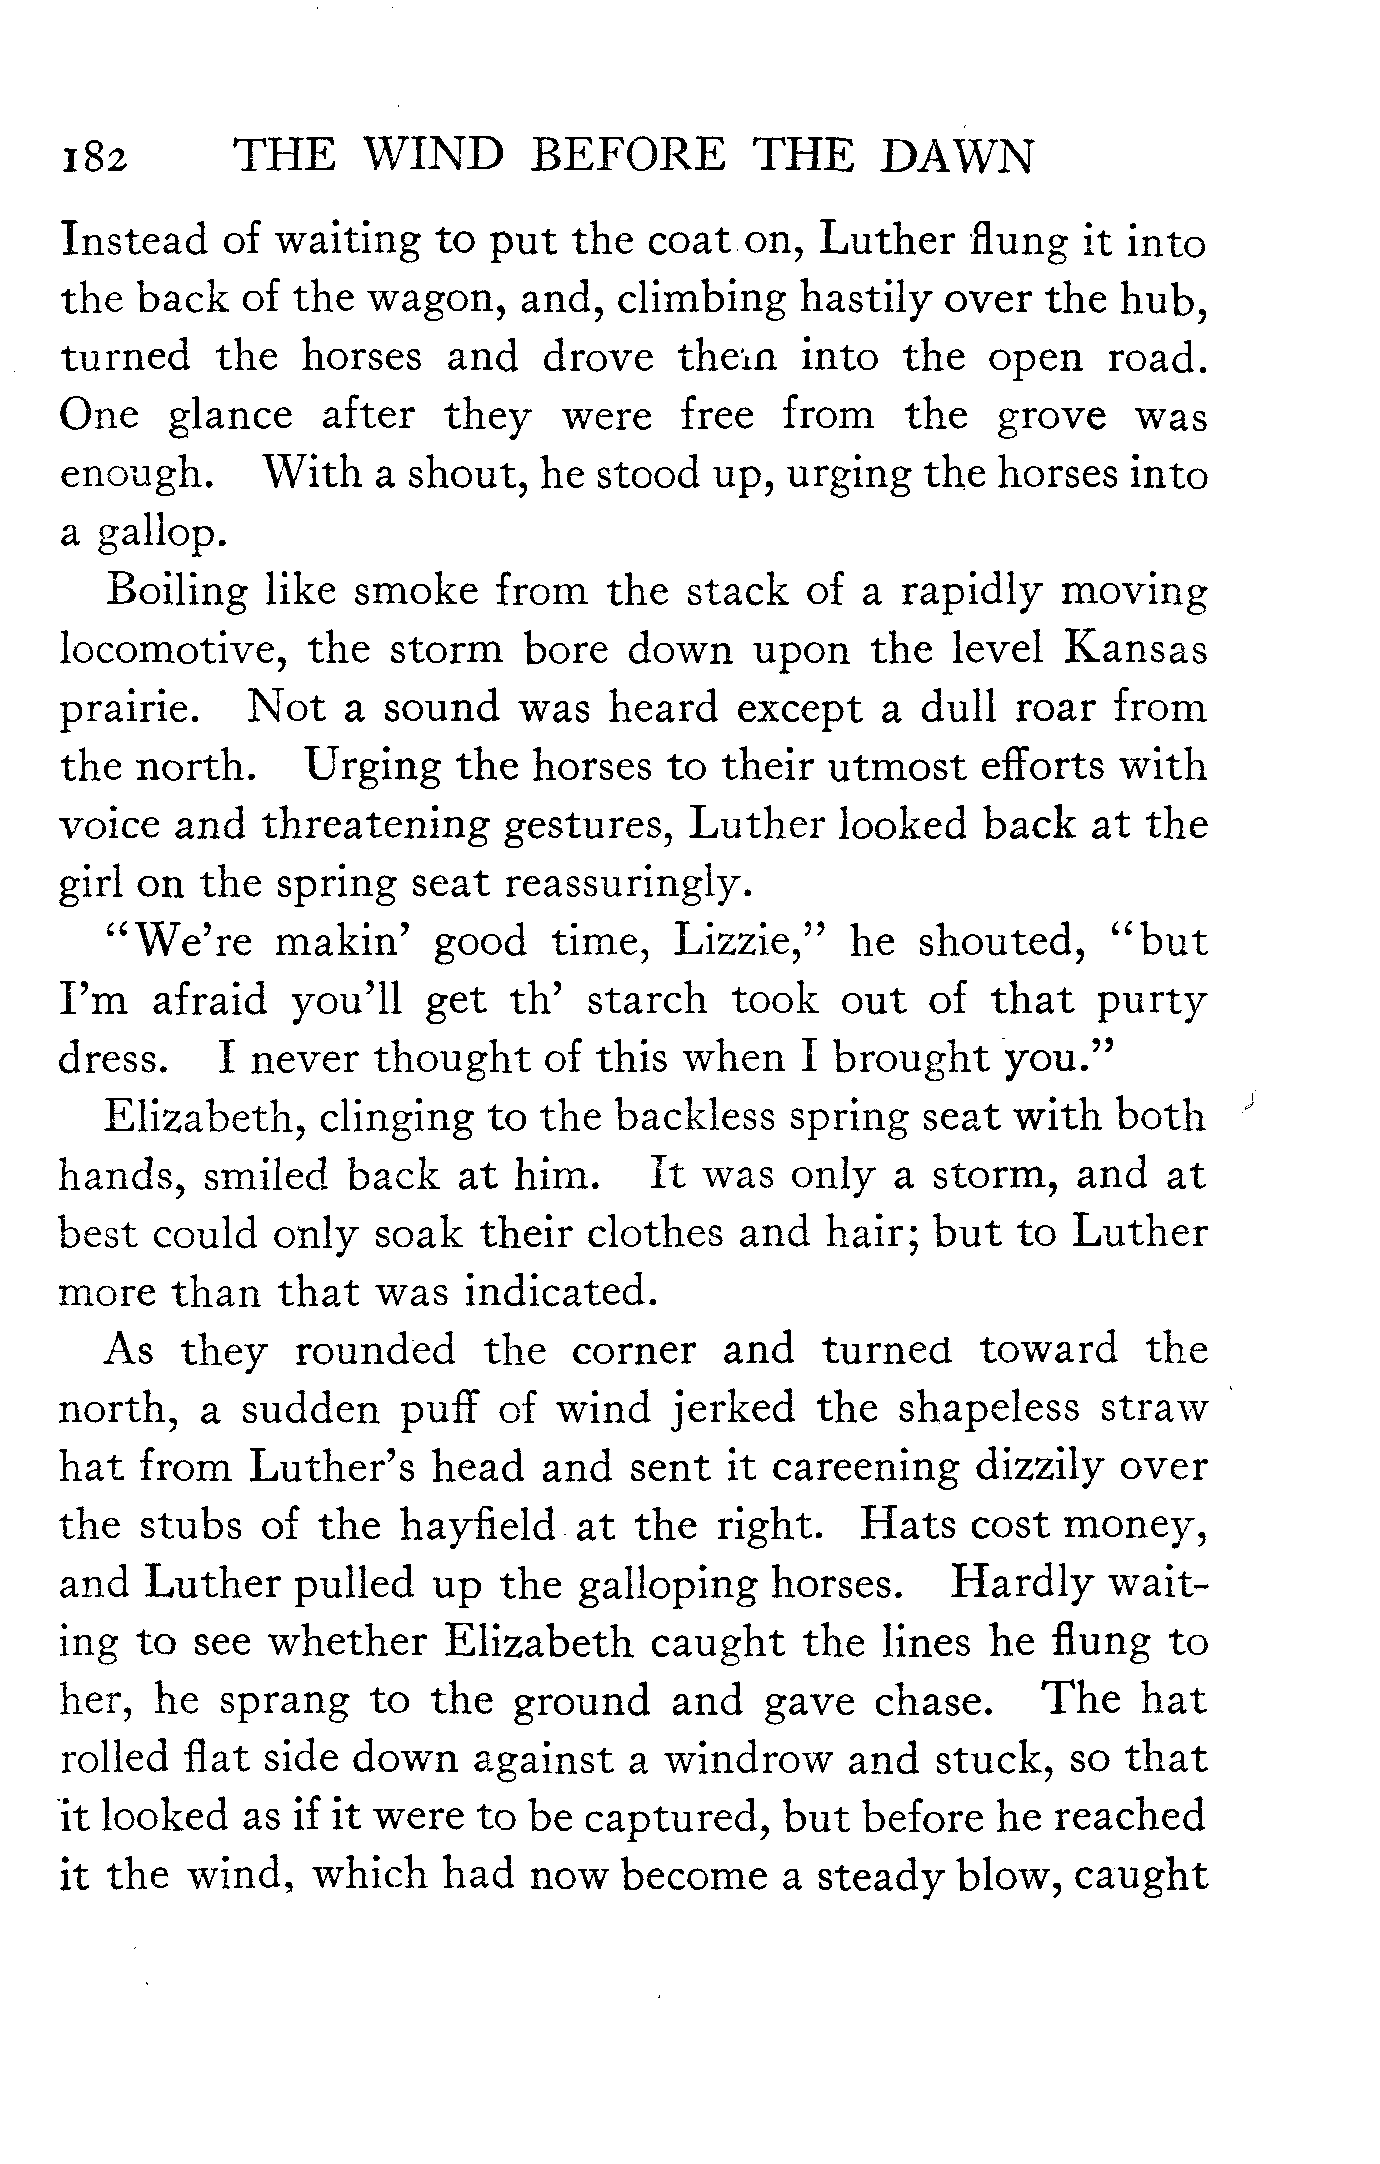 182 THE WIND BEFORE THE DAWN
Instead of waiting to put the coat on, Luther flung it into
the back of the wagon, and, climbing hastily over the hub,
turned the horses and drove them into the open road.
One glance after they were free from the grove was
enough. With a shout, he stood up, urging the horses into
a gallop.
Boiling like smoke from the stack of a rapidly moving
locomotive, the storm bore down upon the level Kansas
prairie. Not a sound was heard except a dull roar from
the north. Urging the horses to their utmost efforts with
voice and threatening gestures, Luther looked back at the
girl on the spring seat reassuringly.
“We’re makin’ good time, Lizzie,” he shouted, “but
I’m afraid you’ll get th’ starch took out of that purty
dress. I never thought of this when I brought you.”
Elizabeth, clinging to the backless spring seat with both
hands, smiled back at him. It was only a storm, and at
best could only soak their clothes and hair; but to Luther
more than that was indicated.
As they rounded the corner and turned toward the
north, a sudden puff of wind jerked the shapeless straw
hat from Luther’s head and sent it careening dizzily over
the stubs of the hayfield at the right. Hats cost money,
and Luther pulled up the galloping horses. Hardly wait-
ing to see whether Elizabeth caught the lines he flung to
her, he sprang to the ground and gave chase. The hat
rolled flat side down against a windrow and stuck, so that
it looked as if it were to be captured, but before he reached
it the wind, which had now become a steady blow, caught